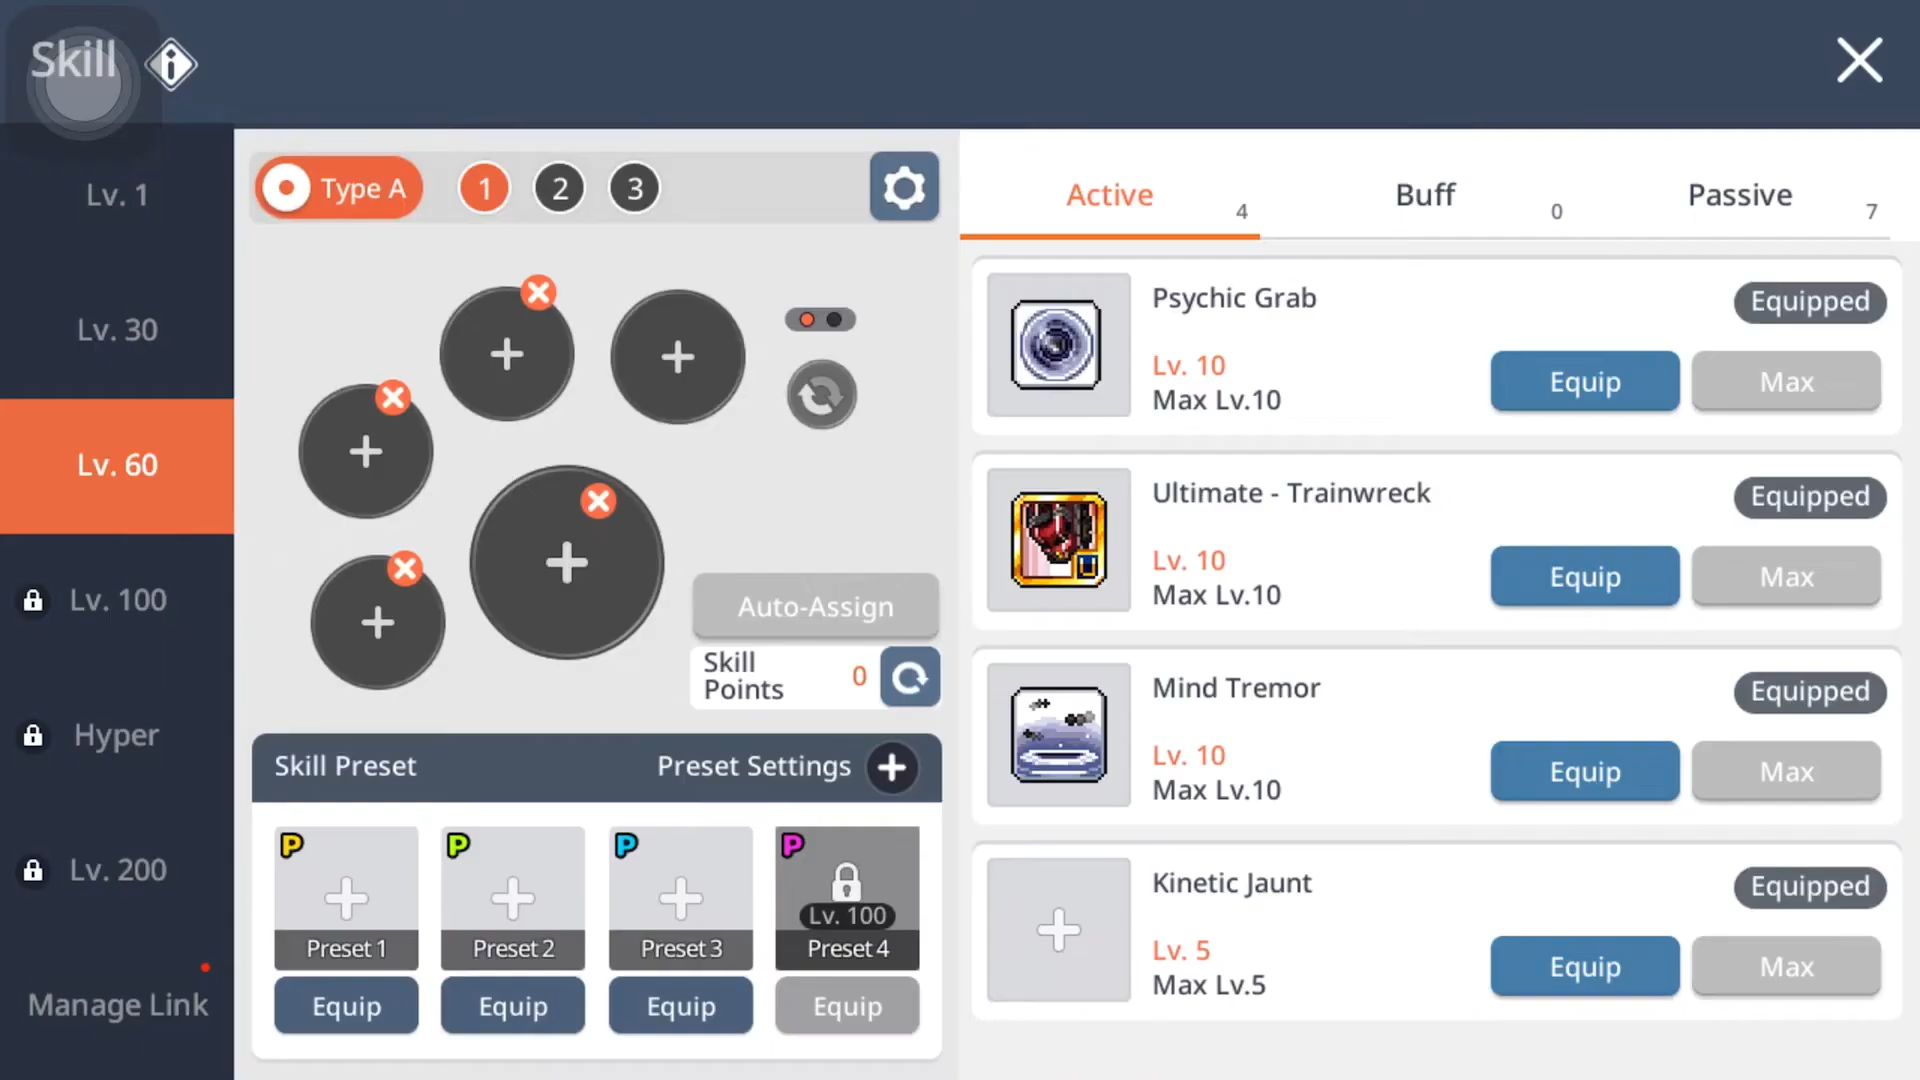 Skill
Lv. 1
Lv. 30
Lv. 60
Lv. 100
Hyper
Lv. 200
Manage Link
Type A
1
2
3
Auto-Assign
Skill
Points
0
Skill Preset
Preset Settings
P
P
P
P
Lv. 100
Preset 1
Preset 2
Preset 3
Preset 4
Equip
Equip
Equip
Equip
Active
4
Buff
0
Passive
7
Psychic Grab
Equipped
Lv. 10
Max Lv.10
Equip
Max
Ultimate - Trainwreck
Equipped
Lv. 10
Max Lv.10
Equip
Max
Mind Tremor
Equipped
Lv. 10
Max Lv.10
Equip
Max
Kinetic Jaunt
Equipped
Lv. 5
Max Lv.5
Equip
Max